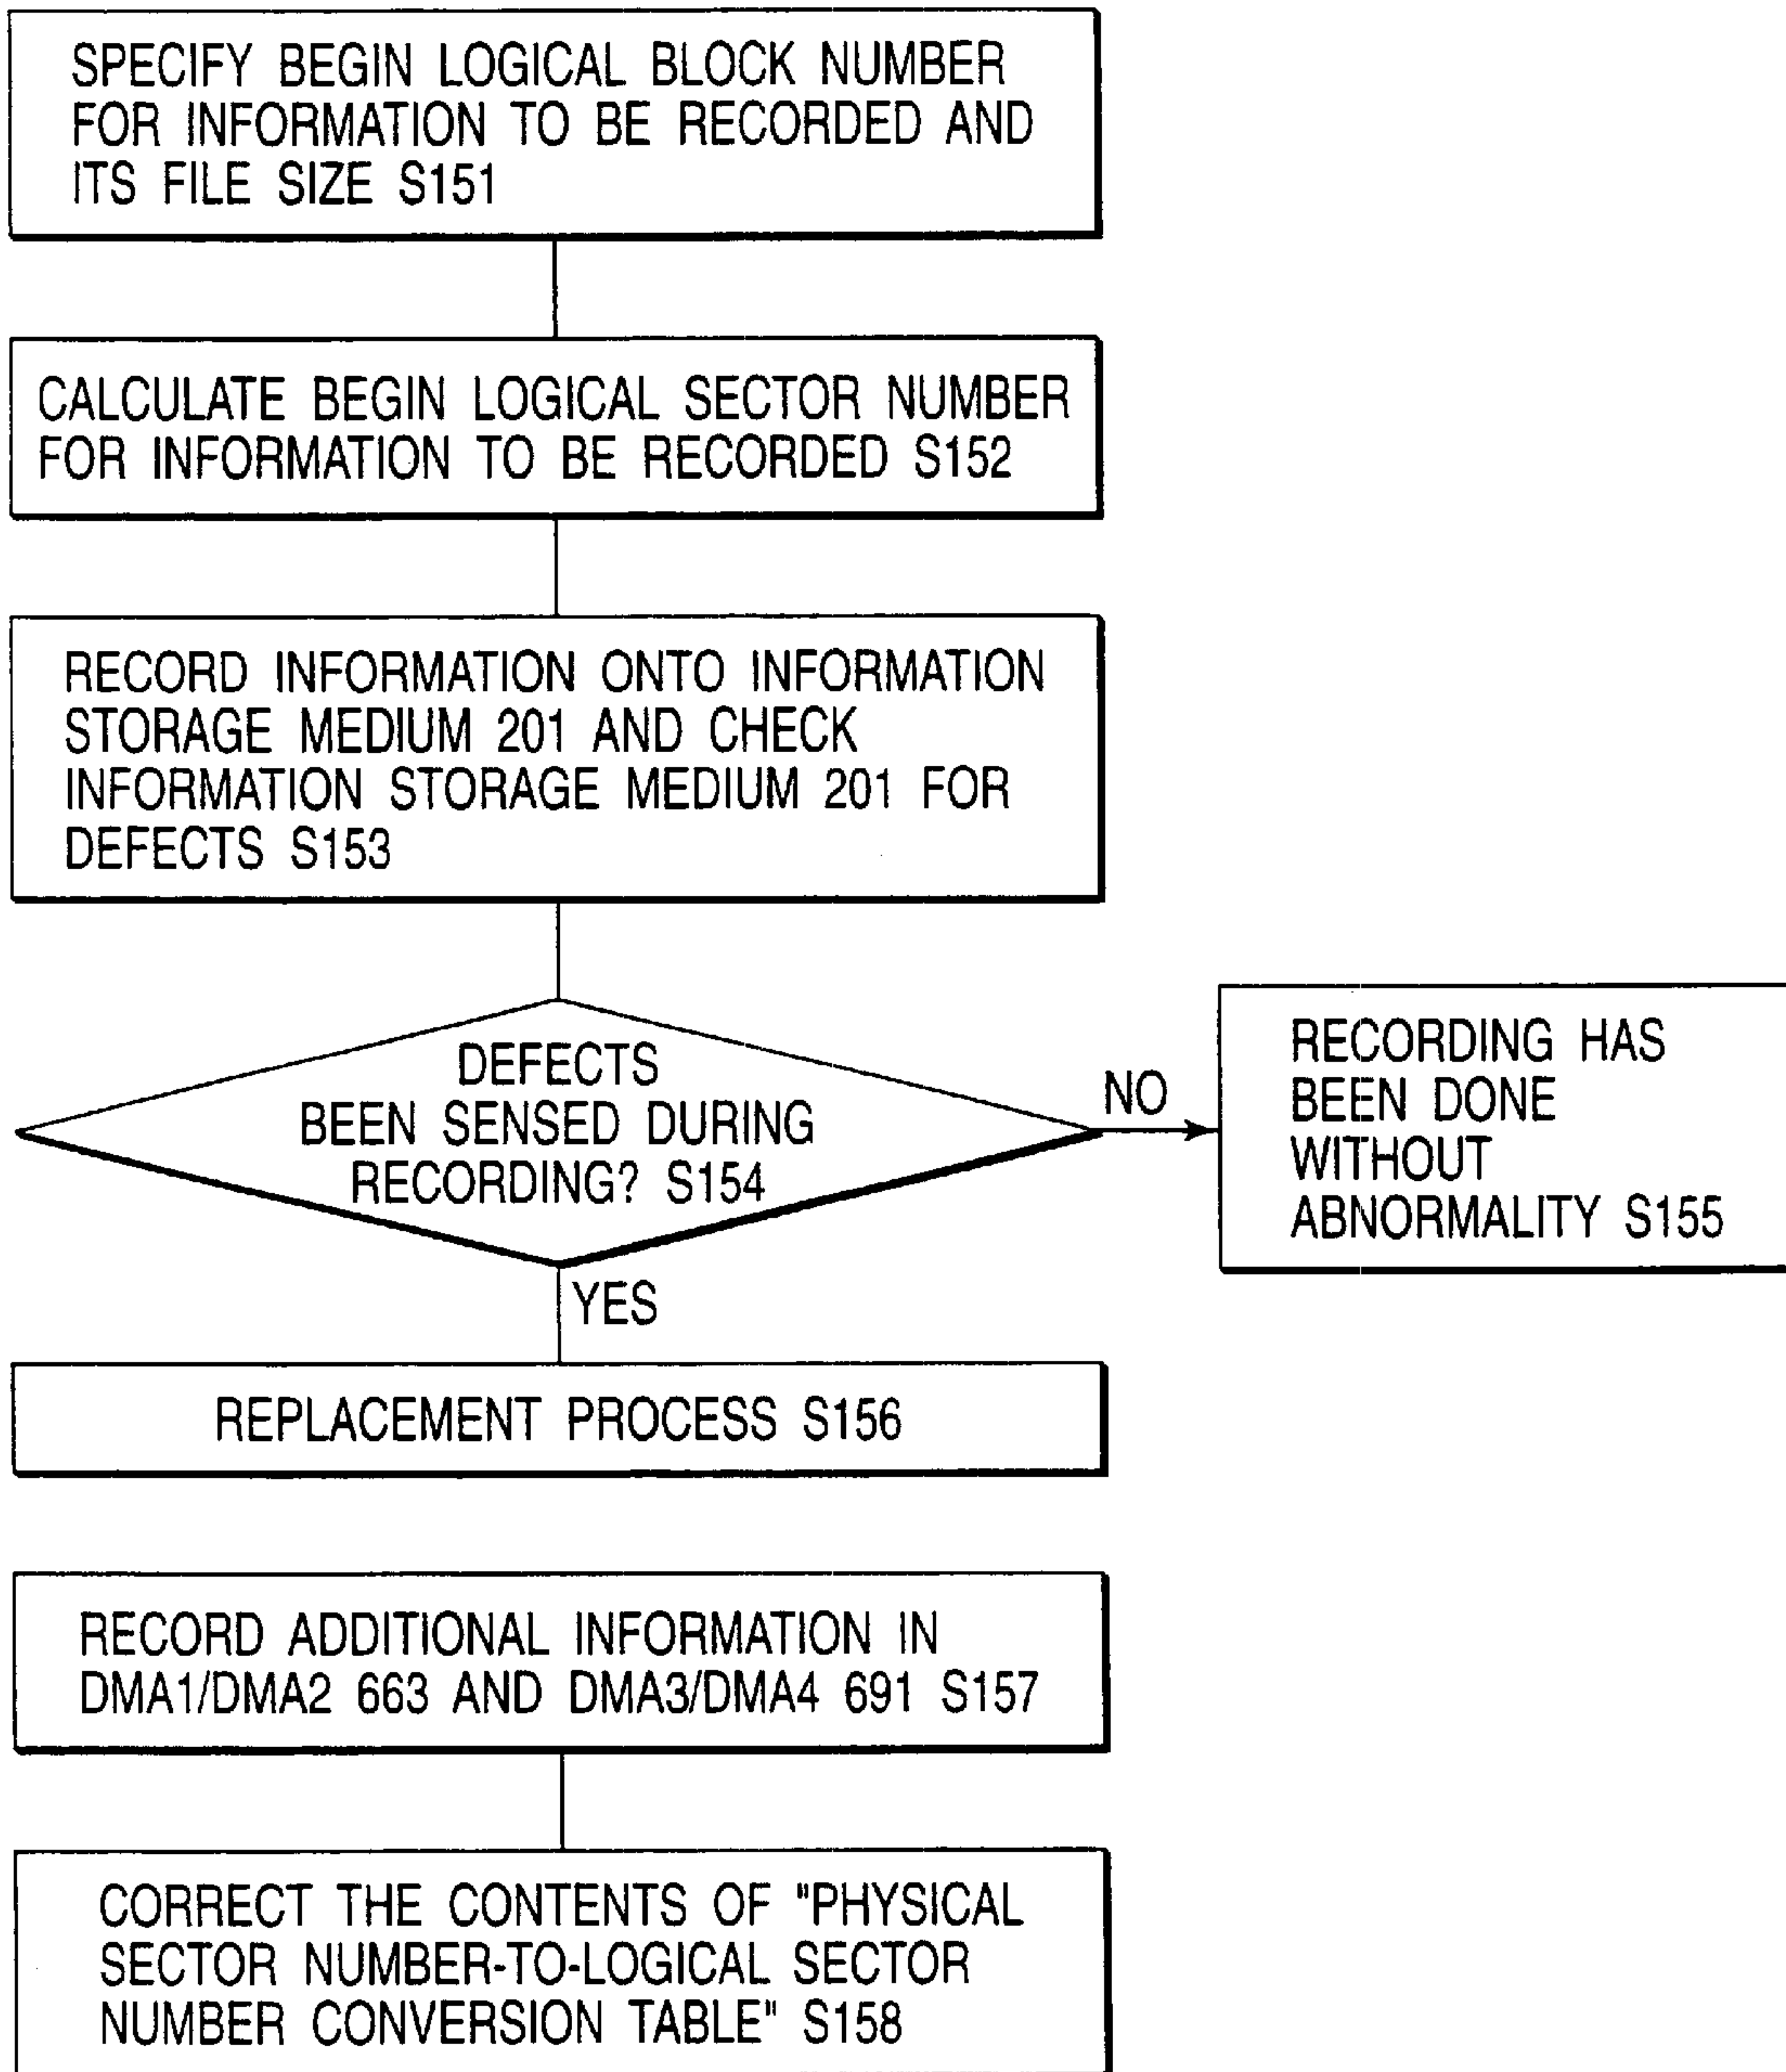 SPECIFY BEGIN LOGICAL BLOCK NUMBER
FOR INFORMATION TO BE RECORDED AND
ITS FILE SIZE S151
CALCULATE BEGIN LOGICAL SECTOR NUMBER
FOR INFORMATION TO BE RECORDED S152
RECORD INFORMATION ONTO INFORMATION
STORAGE MEDIUM 201 AND CHECK
INFORMATION STORAGE MEDIUM 201 FOR
DEFECTS S153
DEFECTS
BEEN SENSED DURING
RECORDING? S154
NO
RECORDING HAS
BEEN DONE
WITHOUT
ABNORMALITY S155
YES
REPLACEMENT PROCESS S156
RECORD ADDITIONAL INFORMATION IN
DMA1/DMA2 663 AND DMA3/DMA4 691 S157
CORRECT THE CONTENTS OF "PHYSICAL
SECTOR NUMBER-TO-LOGICAL SECTOR
NUMBER CONVERSION TABLE" S158